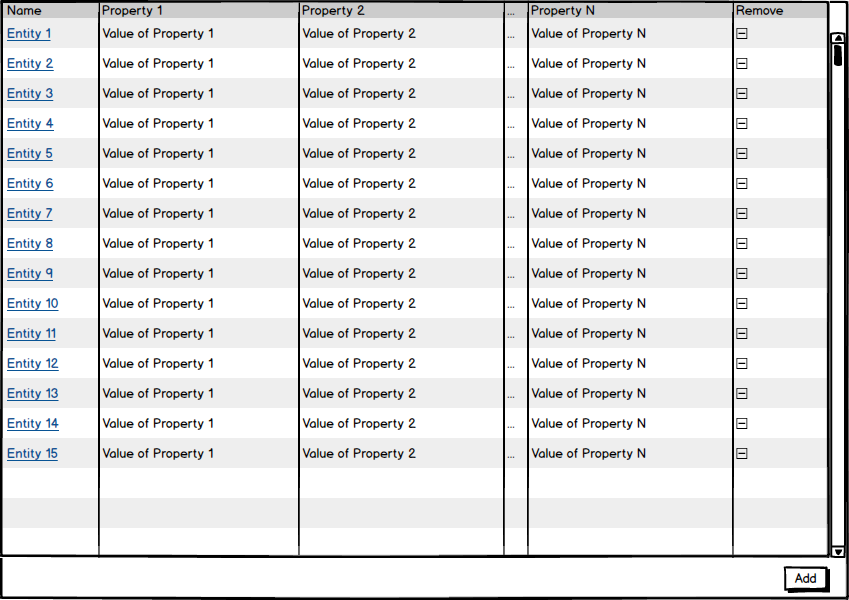 Name Property 1 Property 2 ... Property N Remove
Entity 1 Value of Property 1 Value of Property 2 ... Value of Property N
Entity 2 Value of Property 1 Value of Property 2 ... Value of Property N
Entity 3 Value of Property 1 Value of Property 2 ... Value of Property N
Entity 4 Value of Property 1 Value of Property 2 ... Value of Property N
Entity 5 Value of Property 1 Value of Property 2 ... Value of Property N
Entity 6 Value of Property 1 Value of Property 2 ... Value of Property N
Entity 7 Value of Property 1 Value of Property 2 ... Value of Property N
Entity 8 Value of Property 1 Value of Property 2 ... Value of Property N
Entity 9 Value of Property 1 Value of Property 2 ... Value of Property N
Entity 10 Value of Property 1 Value of Property 2 ... Value of Property N
Entity 11 Value of Property 1 Value of Property 2 ... Value of Property N
Entity 12 Value of Property 1 Value of Property 2 ... Value of Property N
Entity 13 Value of Property 1 Value of Property 2 ... Value of Property N
Entity 14 Value of Property 1 Value of Property 2 ... Value of Property N
Entity 15 Value of Property 1 Value of Property 2 ... Value of Property N
Add